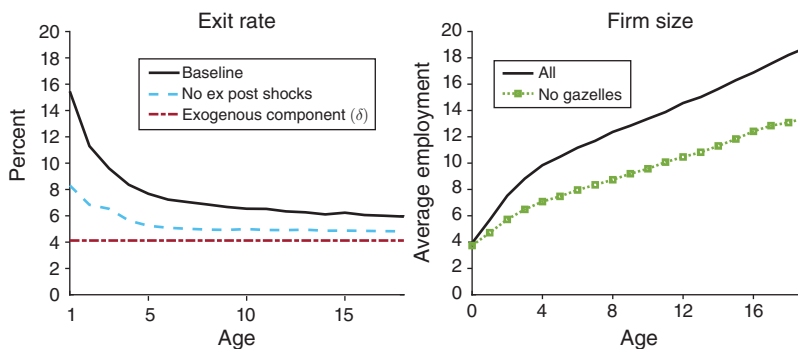 Exit rate
20
18
16
14
12
10
8
6
4
2
0
Percent
Baseline
No ex post shocks
Exogenous component (δ)
1
5
10
15
Age
Firm size
20
18
16
14
12
10
8
6
4
2
0
Average employment
All
No gazelles
0
4
8
12
16
Age